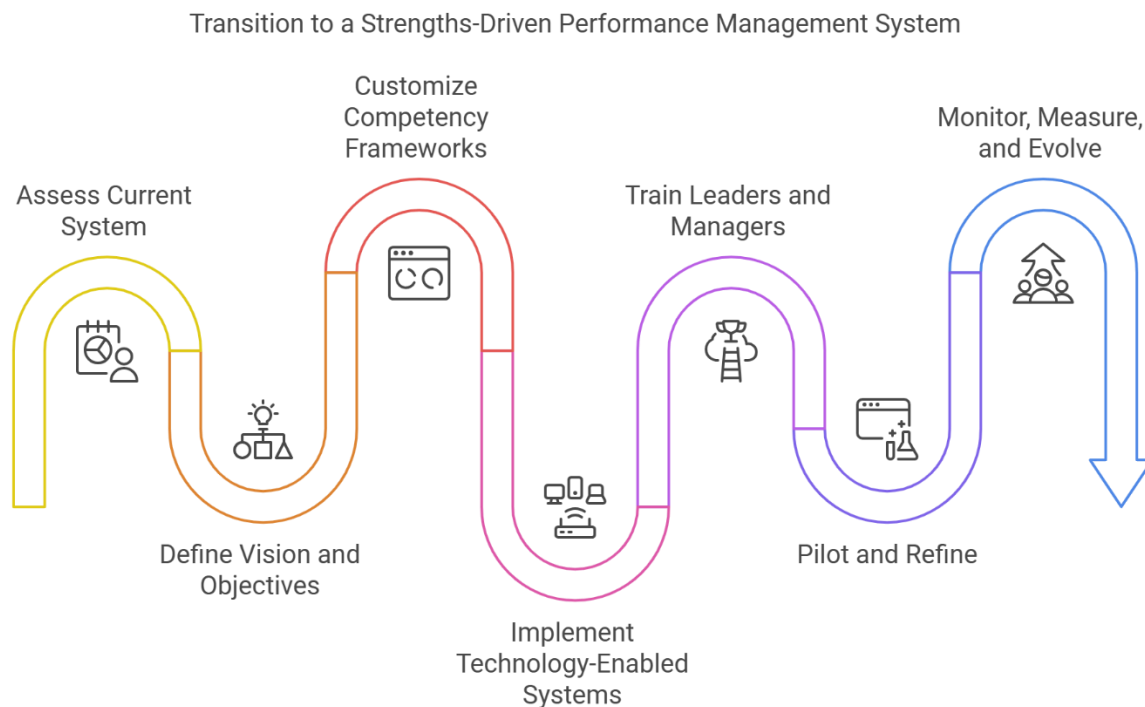 Transition to a Strengths-Driven Performance Management System
Assess Current
System
Define Vision and
Objectives
Customize
Competency
Frameworks
Implement
Technology-Enabled
Systems
Train Leaders and
Managers
Pilot and Refine
Monitor, Measure,
and Evolve